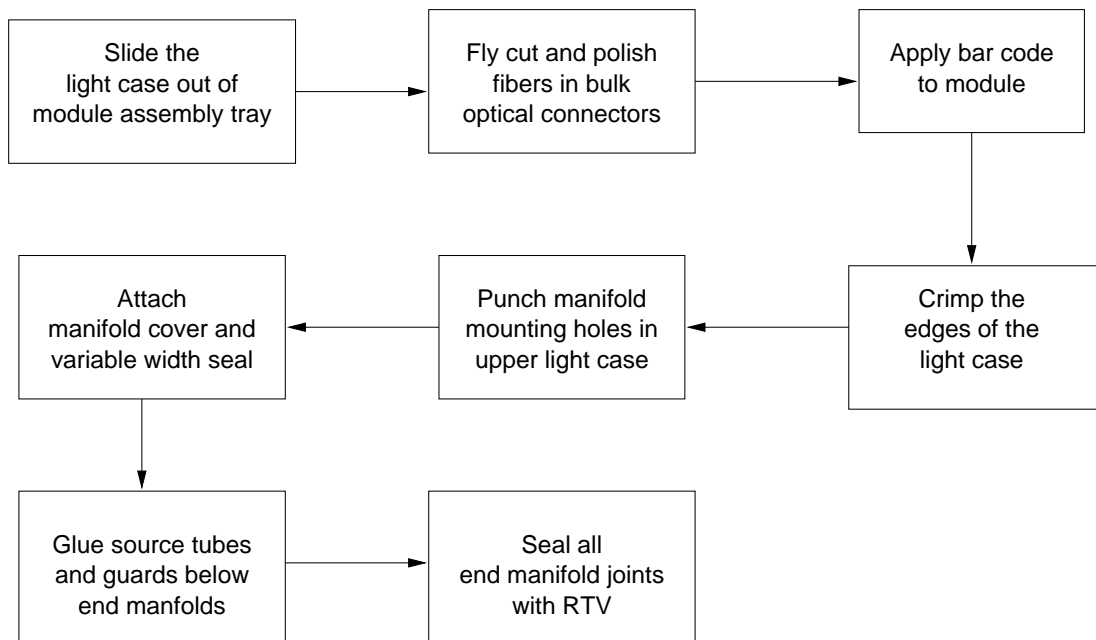 Slide the
light case out of
module assembly tray
Fly cut and polish
fibers in bulk
optical connectors
Apply bar code
to module
Crimp the
edges of the
light case
Punch manifold
mounting holes in
upper light case
Attach
manifold cover and
variable width seal
Glue source tubes
and guards below
end manfolds
Seal all
end manifold joints
with RTV